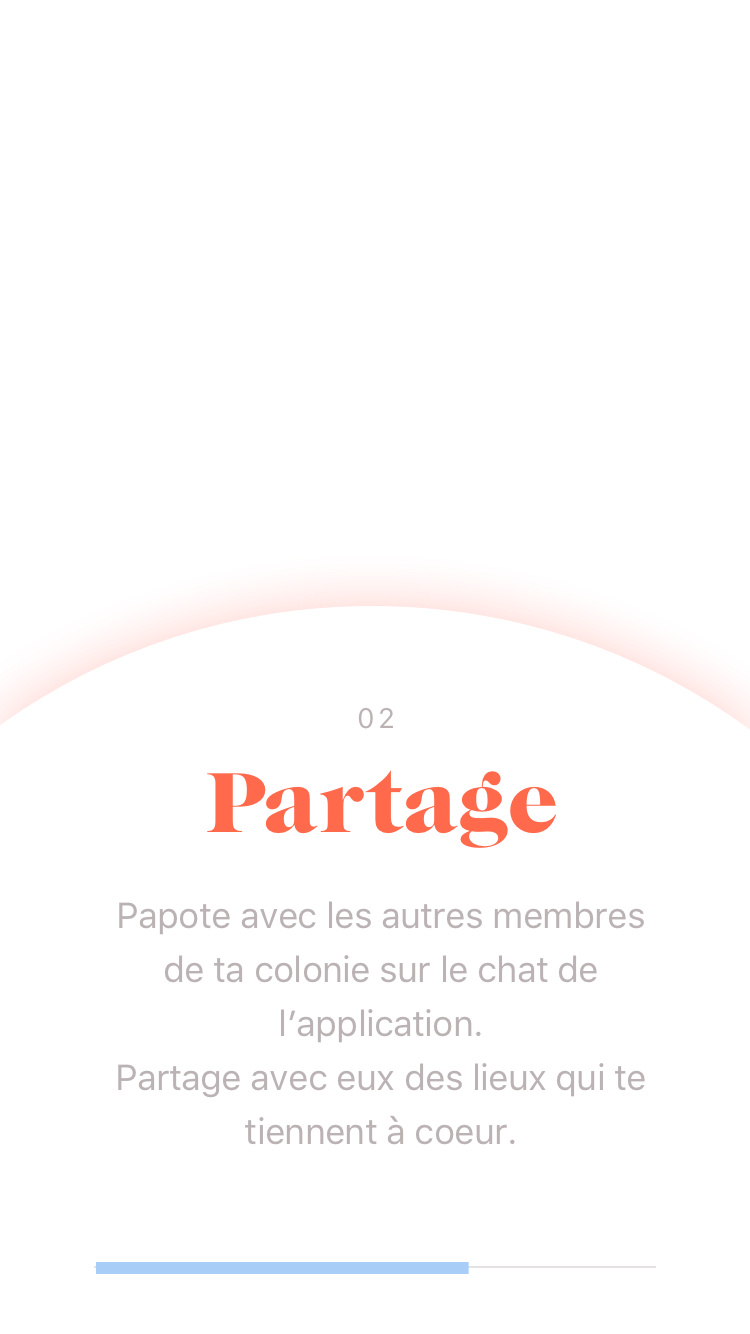 02
Partage
Papote avec les autres membres
de ta colonie sur le chat de
l’application.
Partage avec eux des lieux qui te
tiennent à coeur.